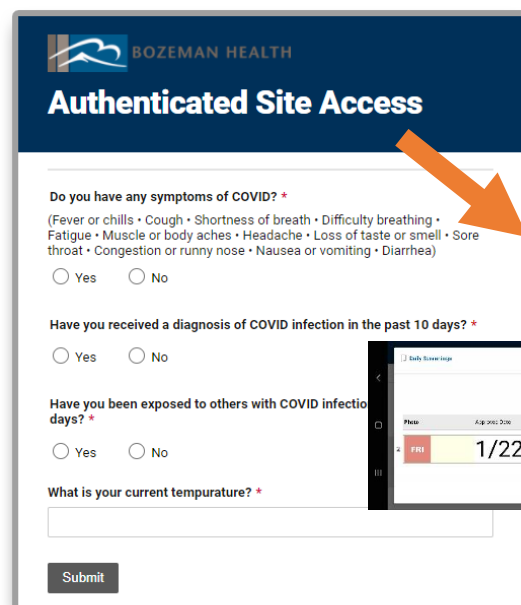 BOZEMAN HEALTH
Authenticated Site Access
Do you have any symptoms of COVID? *
(Fever or chills • Cough • Shortness of breath • Difficulty breathing •
Fatigue • Muscle or body aches • Headache • Loss of taste or smell • Sore
throat • Congestion or runny nose • Nausea or vomiting • Diarrhea)
Yes No
Have you received a diagnosis of COVID infection in the past 10 days? *
Yes No
Daily Screenings
Have you been exposed to others with COVID infectio
days? *
Photo Approved Date
2 FRI 1/22
Yes No
What is your current tempurature? *
Submit